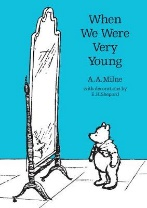 When
We Were
Very
Young
A.A.Milne
with decorations by
E.H.Shepard